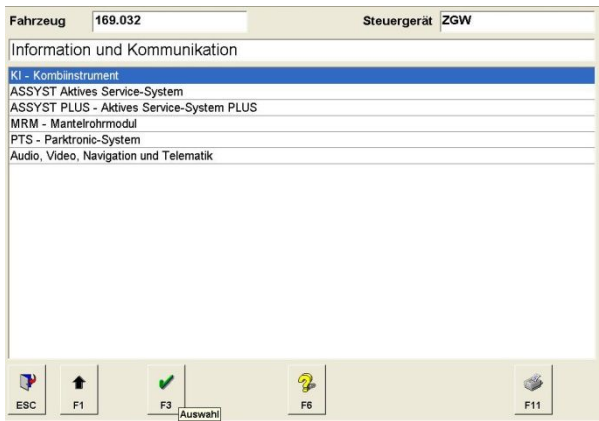 Fahrzeug 169.032 Steuergerät ZGW
Information und Kommunikation
KI - Kombiinstrument
ASSYST Aktives Service-System
ASSYST PLUS - Aktives Service-System PLUS
MRM - Mantelrohrmodul
PTS - Parktronic-System
Audio, Video, Navigation und Telematik
ESC F1 F3 F6 F11
Auswahl